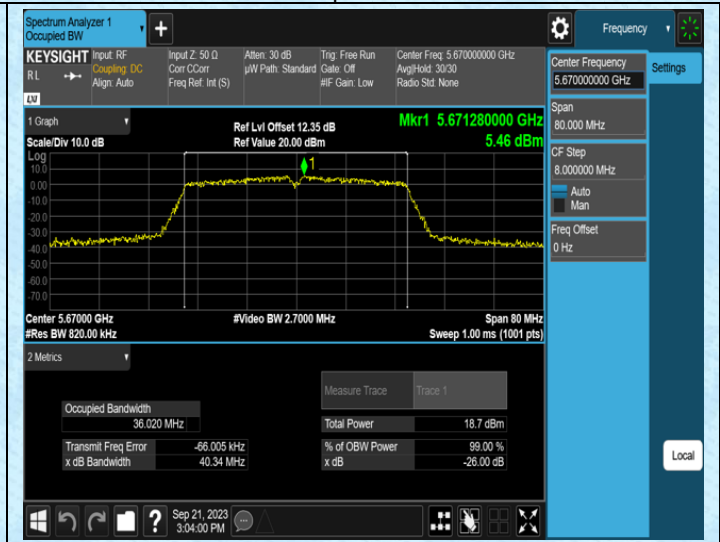 Spectrum Analyzer 1
Occupied BW
Frequency
KEYSIGHT
RL
Input: RF
Coupling: DC
Align: Auto
Input Z: 50 Ω
Corr CCorr
Freq Ref: Int (S)
Atten: 30 dB
µW Path: Standard
Trig: Free Run
Gate: Off
#IF Gain: Low
Center Freq: 5.670000000 GHz
Avg|Hold: 30/30
Radio Std: None
LXI
Center Frequency
5.670000000 GHz
Settings
Span
80.000 MHz
CF Step
8.000000 MHz
Auto
Man
Freq Offset
0 Hz
Local
1 Graph
Scale/Div 10.0 dB
Ref Lvl Offset 12.35 dB
Ref Value 20.00 dBm
Mkr1 5.671280000 GHz
5.46 dBm
Log
10.0
0.00
-10.0
-20.0
-30.0
-40.0
-50.0
-60.0
-70.0
1
Center 5.67000 GHz
#Res BW 820.00 kHz
#Video BW 2.7000 MHz
Span 80 MHz
Sweep 1.00 ms (1001 pts)
2 Metrics
Measure Trace Trace 1
Occupied Bandwidth
36.020 MHz
Total Power 18.7 dBm
Transmit Freq Error -66.005 kHz
% of OBW Power 99.00 %
x dB Bandwidth 40.34 MHz
x dB -26.00 dB
?
Sep 21, 2023
3:04:00 PM